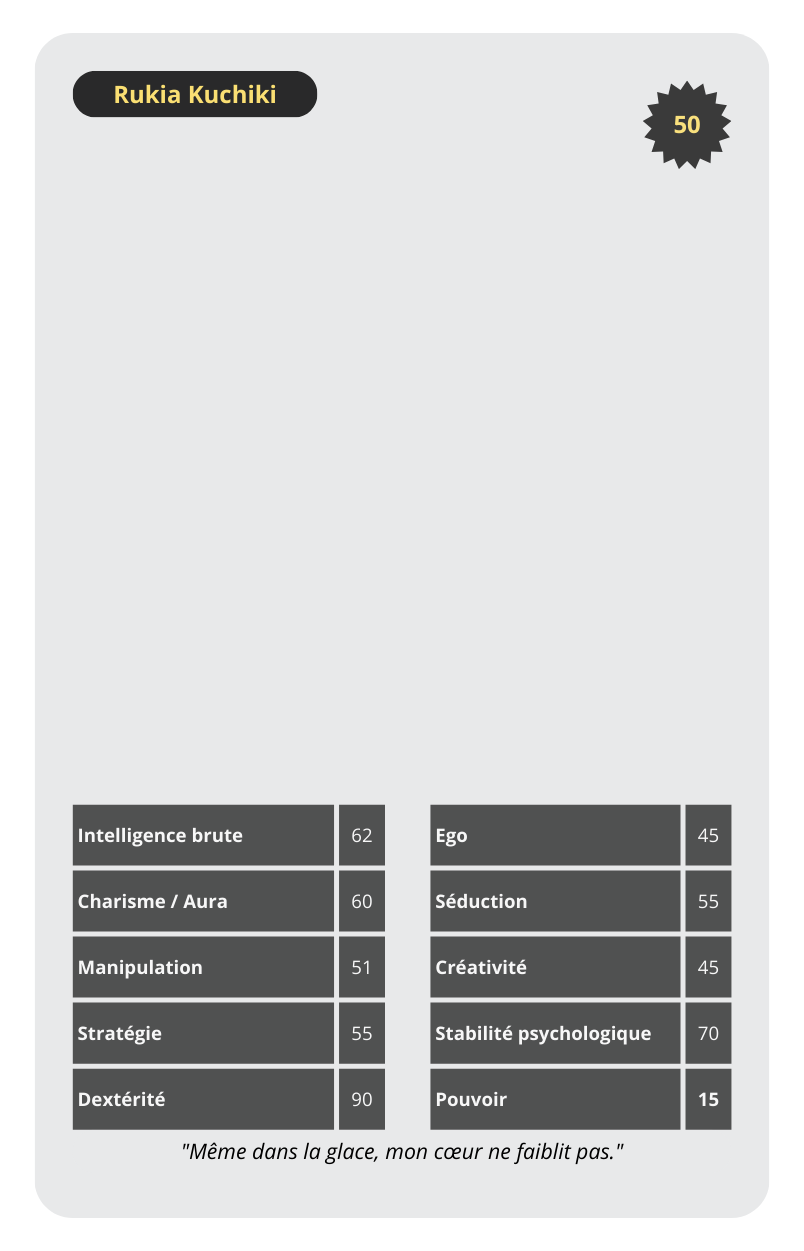 Rukia Kuchiki
50
Intelligence brute 62
Charisme / Aura 60
Manipulation 51
Stratégie 55
Dextérité 90
Ego 45
Séduction 55
Créativité 45
Stabilité psychologique 70
Pouvoir 15
"Même dans la glace, mon cœur ne faiblit pas."